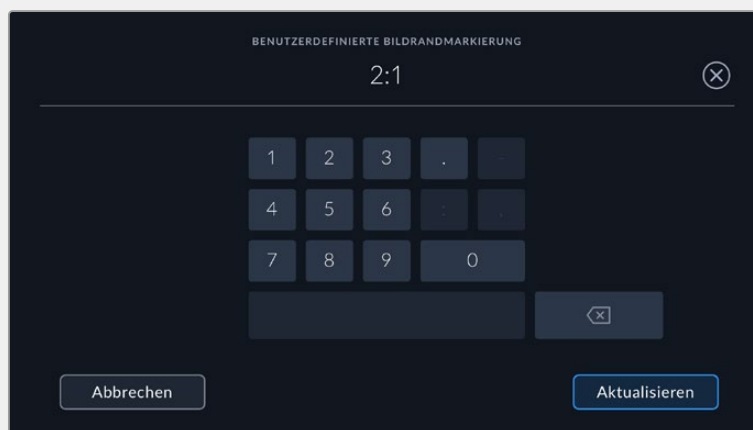 BENUTZERDEFINIERTE BILDRANDMARKIERUNG
2:1
1 2 3 . -
4 5 6 : ,
7 8 9 0
Abbrechen Aktualisieren